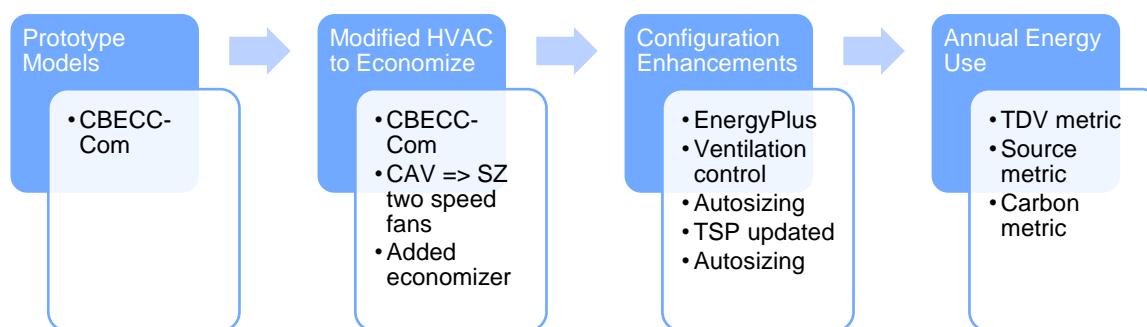 Prototype
Models
• CBECC-
Com
Modified HVAC
to Economize
• CBECC-
Com
• CAV => SZ
two speed
fans
• Added
economizer
Configuration
Enhancements
• EnergyPlus
• Ventilation
control
• Autosizing
• TSP updated
• Autosizing
Annual Energy
Use
• TDV metric
• Source
metric
• Carbon
metric